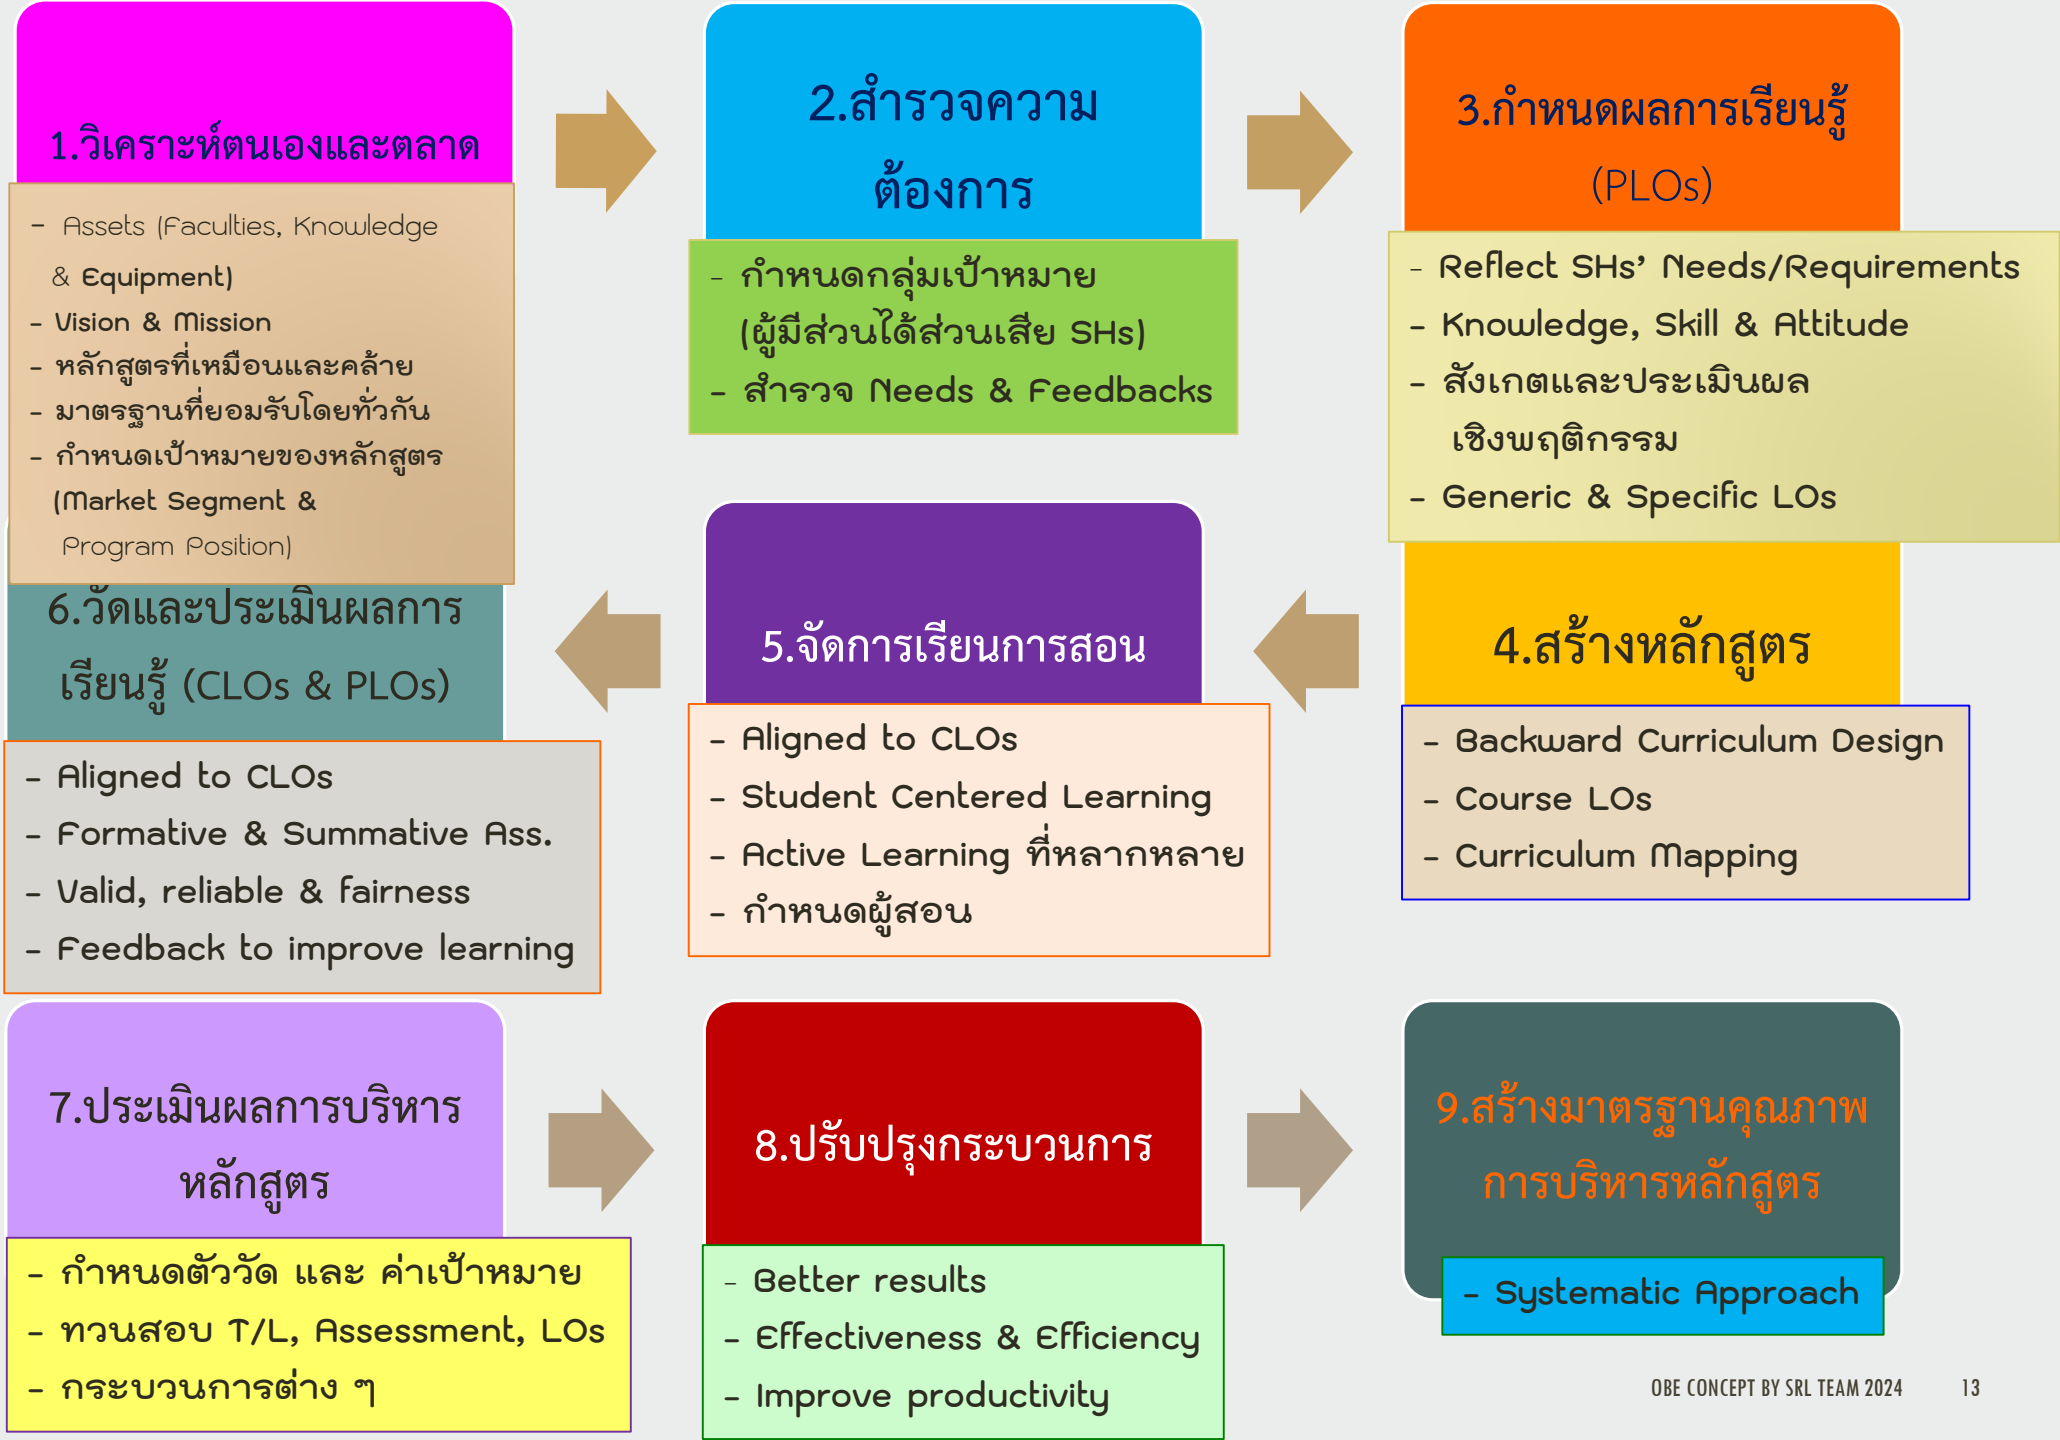 1.วิเคราะห์ตนเองและตลาด
- Assets (Faculties, Knowledge
& Equipment)
- Vision & Mission
- หลักสูตรที่เหมือนและคล้าย
- มาตรฐานที่ยอมรับโดยทั่วกัน
- กำหนดเป้าหมายของหลักสูตร
(Market Segment &
Program Position)
2.สำรวจความ
ต้องการ
- กำหนดกลุ่มเป้าหมาย
(ผู้มีส่วนได้ส่วนเสีย SHs)
- สำรวจ Needs & Feedbacks
3.กำหนดผลการเรียนรู้
(PLOs)
- Reflect SHs’ Needs/Requirements
- Knowledge, Skill & Attitude
- สังเกตและประเมินผล
เชิงพฤติกรรม
- Generic & Specific LOs
4.สร้างหลักสูตร
- Backward Curriculum Design
- Course LOs
- Curriculum Mapping
5.จัดการเรียนการสอน
- Aligned to CLOs
- Student Centered Learning
- Active Learning ที่หลากหลาย
- กำหนดผู้สอน
6.วัดและประเมินผลการ
เรียนรู้ (CLOs & PLOs)
- Aligned to CLOs
- Formative & Summative Ass.
- Valid, reliable & fairness
- Feedback to improve learning
7.ประเมินผลการบริหาร
หลักสูตร
- กำหนดตัววัด และ ค่าเป้าหมาย
- ทวนสอบ T/L, Assessment, LOs
- กระบวนการต่าง ๆ
8.ปรับปรุงกระบวนการ
- Better results
- Effectiveness & Efficiency
- Improve productivity
9.สร้างมาตรฐานคุณภาพ
การบริหารหลักสูตร
- Systematic Approach
OBE CONCEPT BY SRL TEAM 2024 13